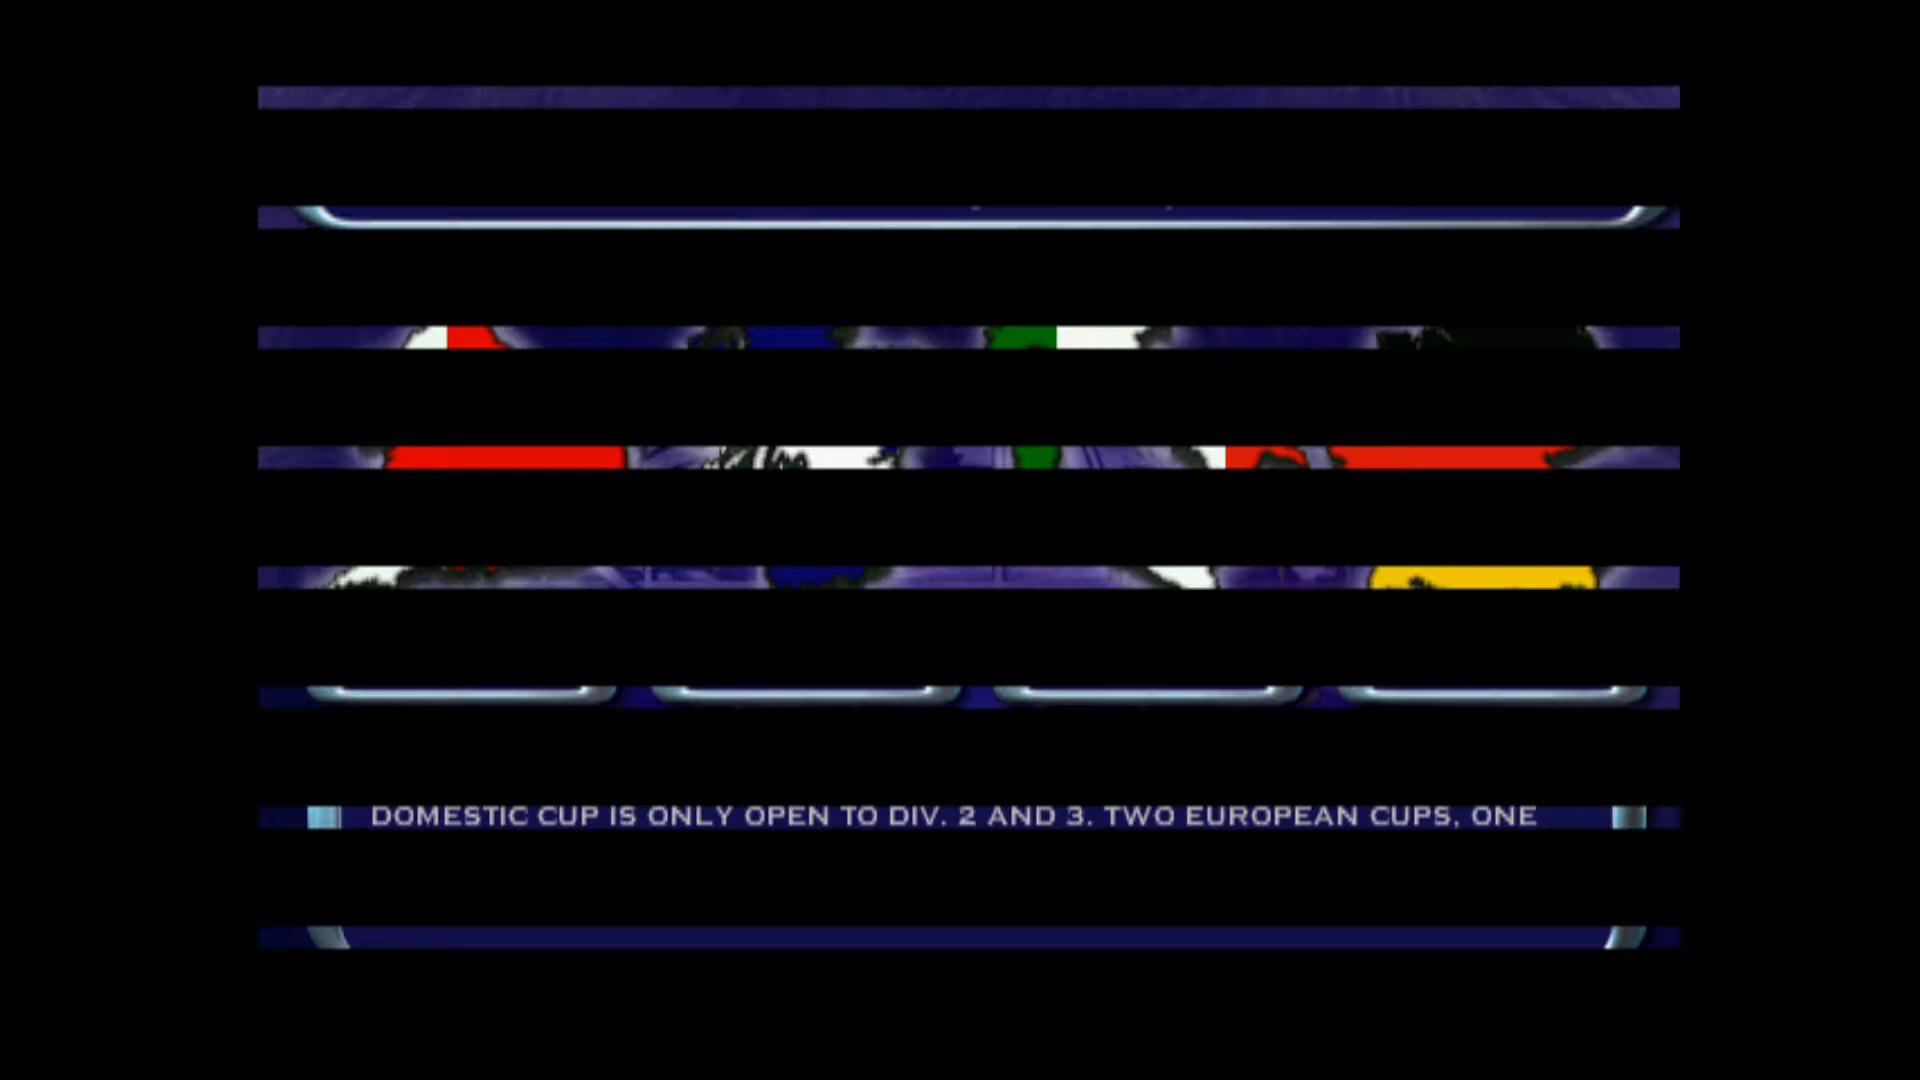 DOMESTIC CUP IS ONLY OPEN TO DIV. 2 AND 3. TWO EUROPEAN CUPS, ONE